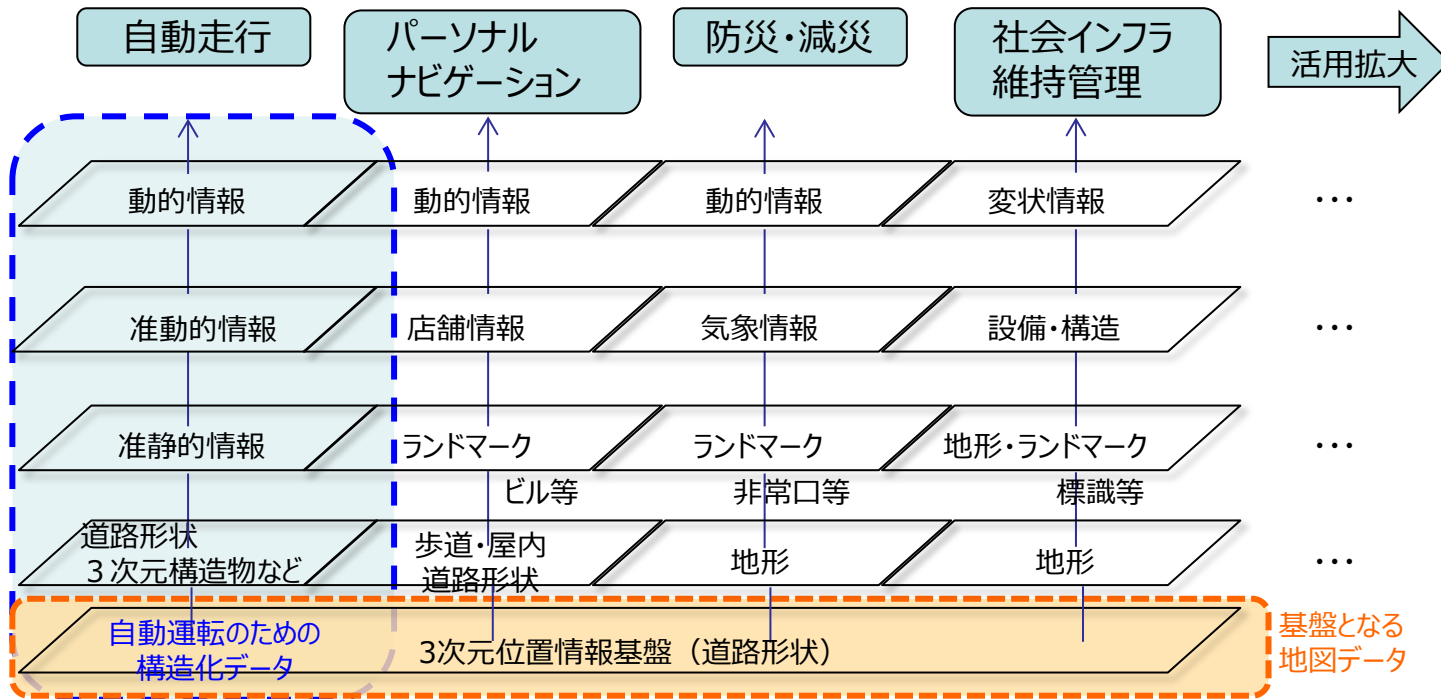 自動走行
パーソナル
ナビゲーション
防災・減災
社会インフラ
維持管理
活用拡大
動的情報
動的情報
動的情報
変状情報
…
准動的情報
店舗情報
気象情報
設備・構造
…
准静的情報
ランドマーク
ランドマーク
地形・ランドマーク
…
ビル等
非常口等
標識等
道路形状
３次元構造物など
歩道・屋内
道路形状
地形
地形
…
自動運転のための
構造化データ
3次元位置情報基盤（道路形状）
基盤となる
地図データ